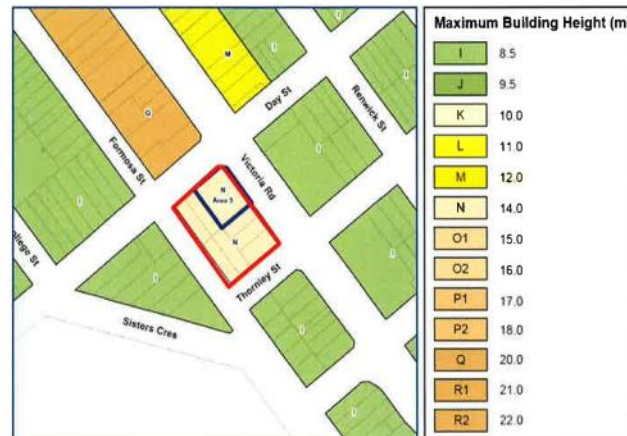 Maximum Building Height (m
I 8.5
J 9.5
K 10.0
L 11.0
M 12.0
N 14.0
O1 15.0
O2 16.0
P1 17.0
P2 18.0
Q 20.0
R1 21.0
R2 22.0
I
I
M
Day St
Renwick St
I
Q
I
Formosa St
Victoria Rd
I
N
Area 3
N
I
ollege St
I
Thornley St
Sisters Cres
I
I